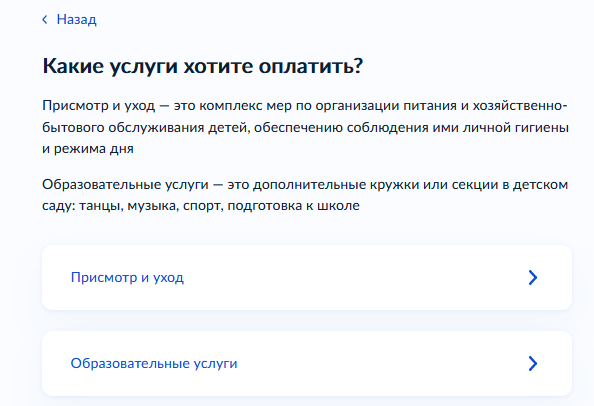 Назад
Какие услуги хотите оплатить?
Присмотр и уход — это комплекс мер по организации питания и хозяйственно-
бытового обслуживания детей, обеспечению соблюдения ими личной гигиены
и режима дня
Образовательные услуги — это дополнительные кружки или секции в детском
саду: танцы, музыка, спорт, подготовка к школе
Присмотр и уход
Образовательные услуги